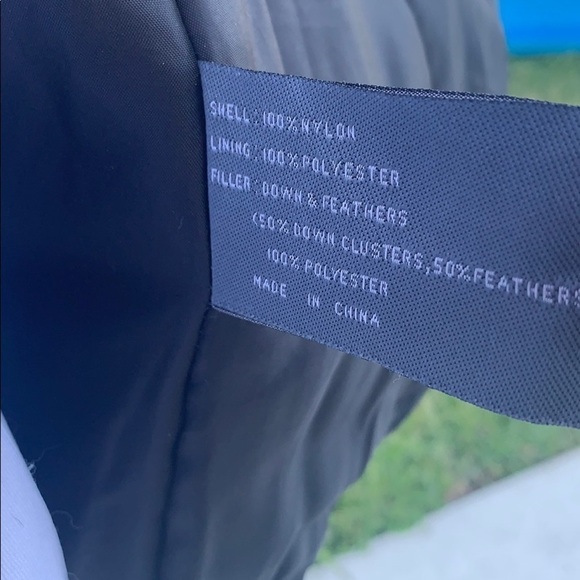 SHELL: 100% NYLON
LINING: 100% POLYESTER
FILLER: DOWN & FEATHERS
(50% DOWN CLUSTERS, 50% FEATHERS
100% POLYESTER
MADE IN CHINA